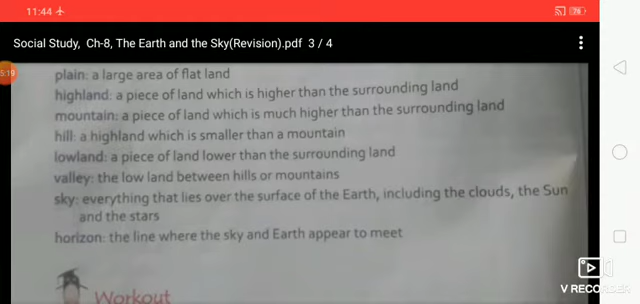 11:44
76
Social Study, Ch-8, The Earth and the Sky(Revision).pdf 3 / 4
5:19
plain: a large area of flat land
highland: a piece of land which is higher than the surrounding land
mountain: a piece of land which is much higher than the surrounding land
hill: a highland which is smaller than a mountain
lowland: a piece of land lower than the surrounding land
valley: the low land between hills or mountains
sky: everything that lies over the surface of the Earth, including the clouds, the Sun
and the stars
horizon: the line where the sky and Earth appear to meet
Workout
V RECORDER